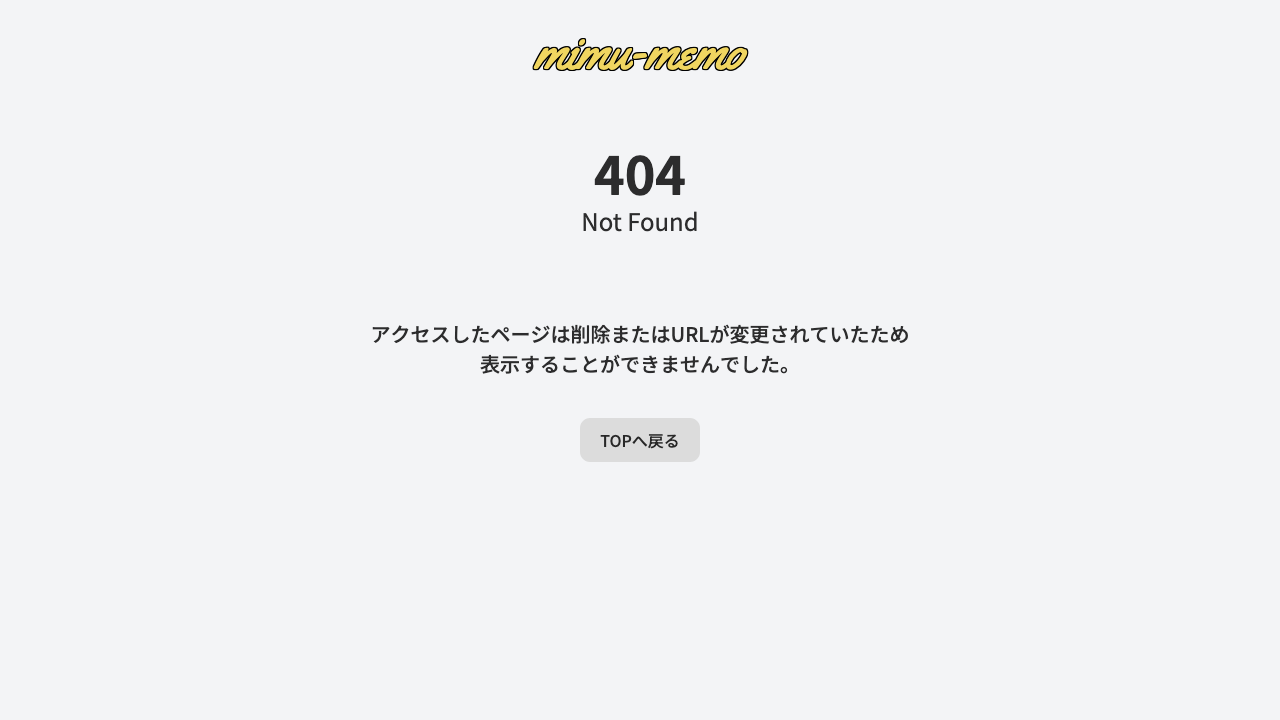 mimu-memo
404
Not Found
アクセスしたページは削除またはURLが変更されていたため
表示することができませんでした。
TOPへ戻る